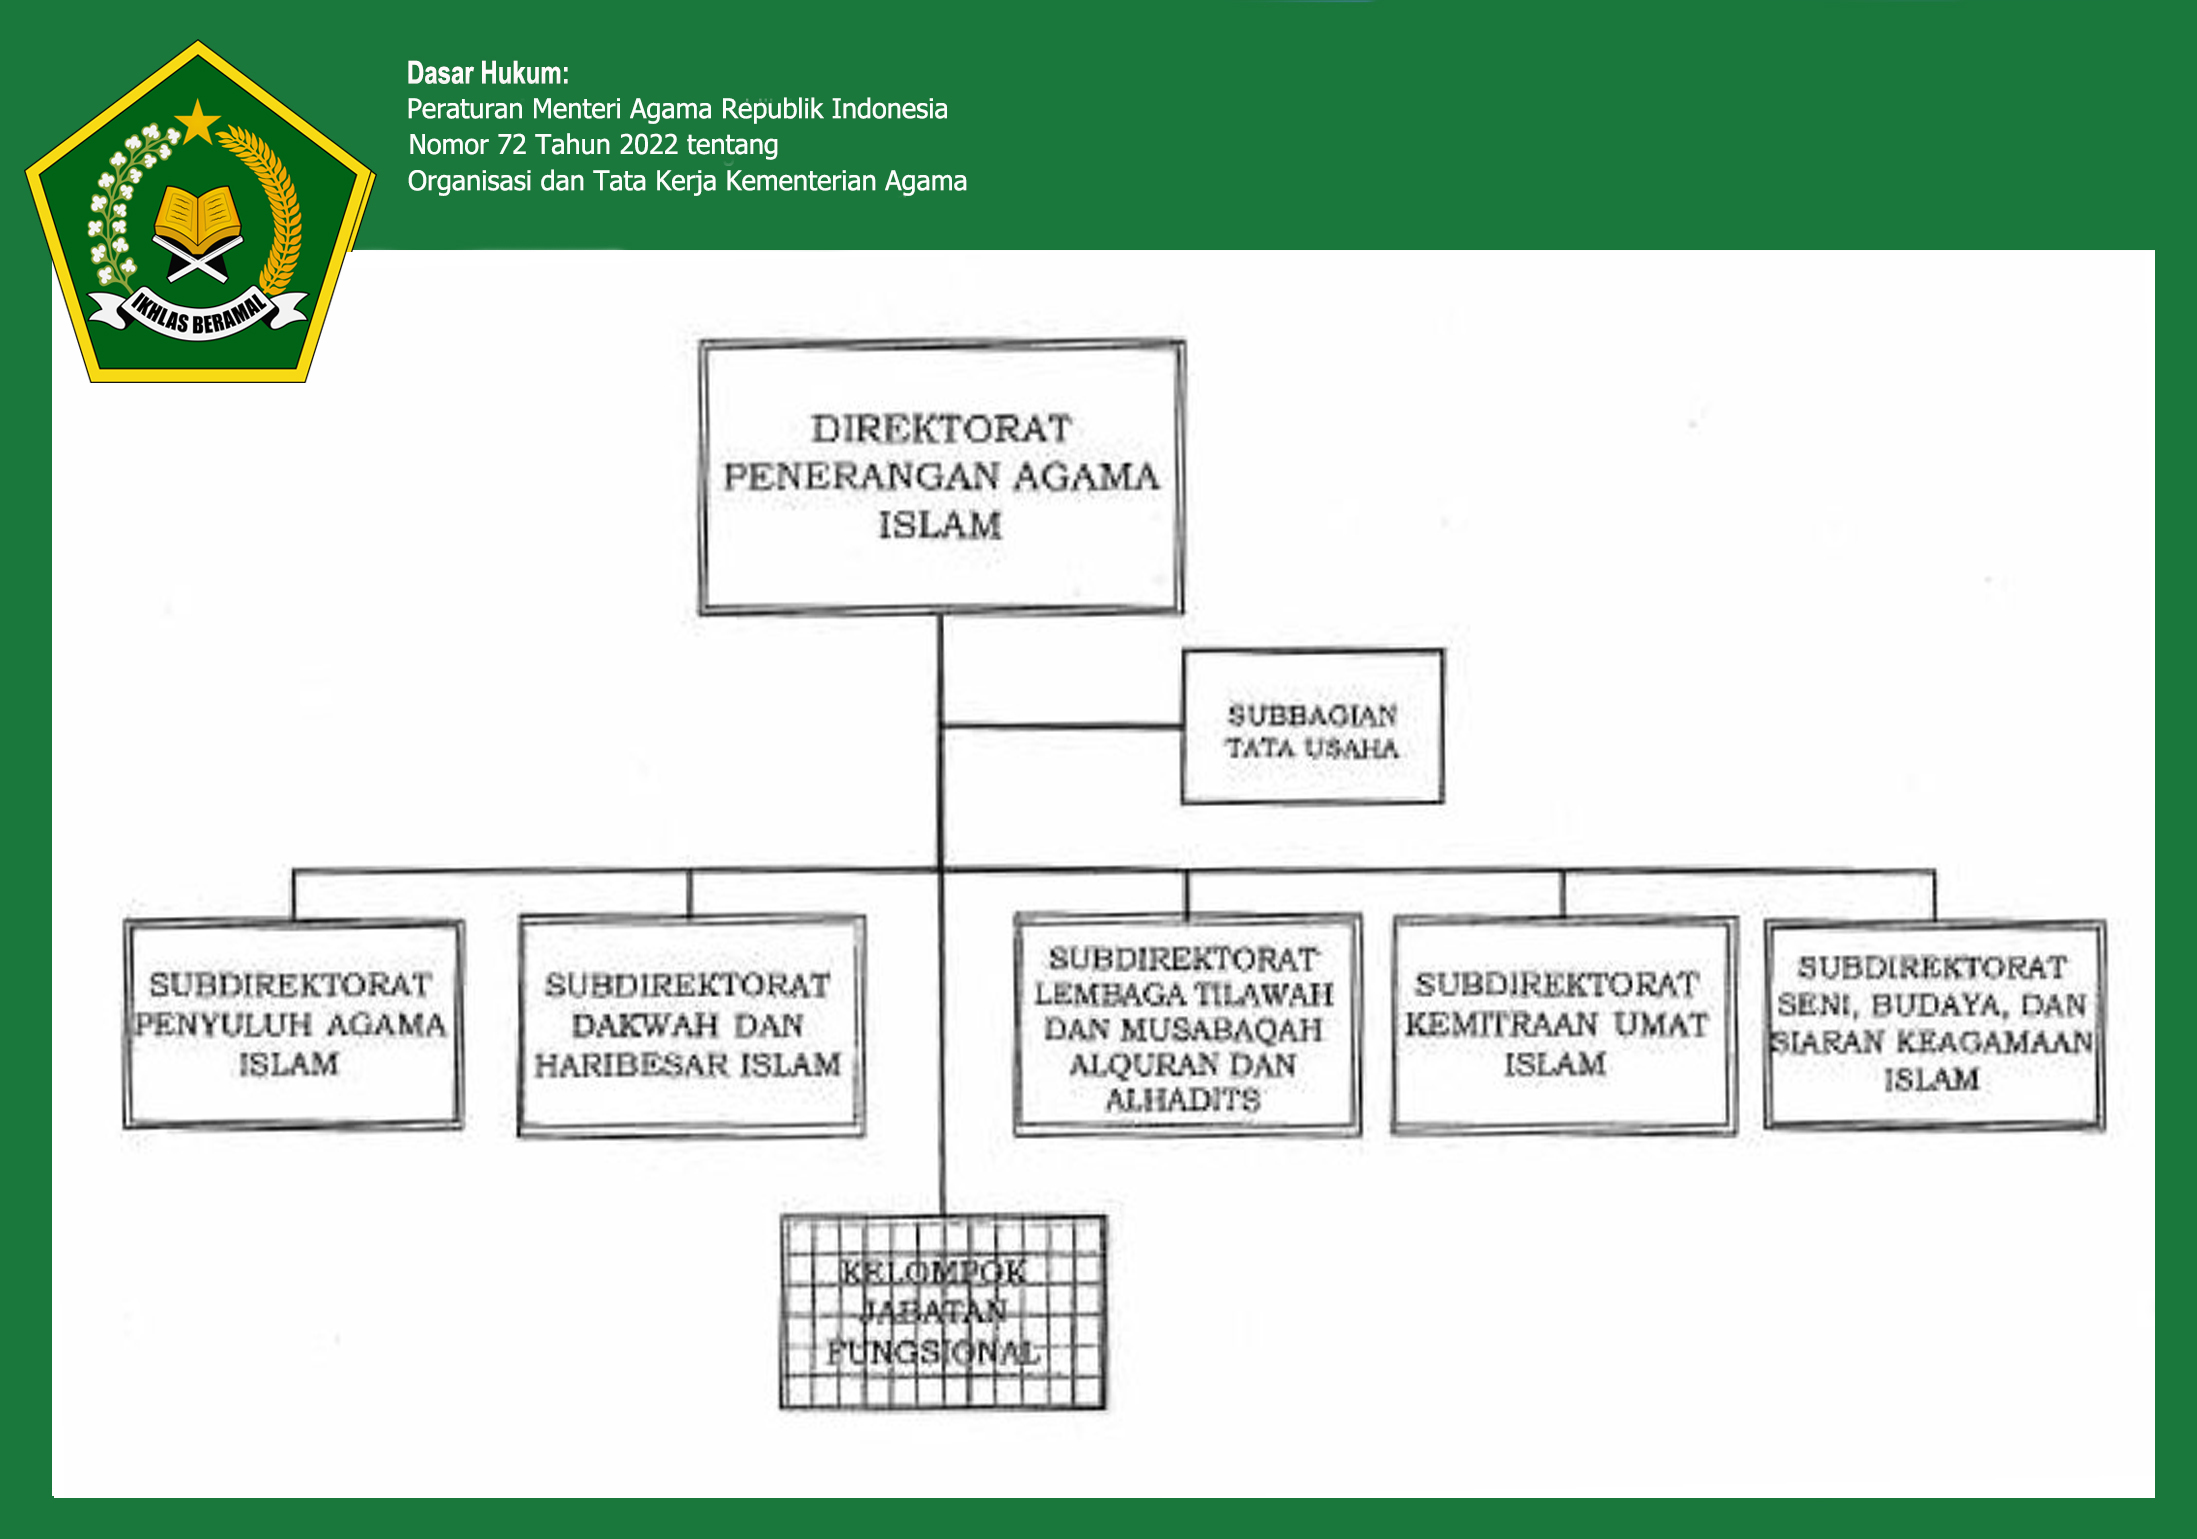 Dasar Hukum:
Peraturan Menteri Agama Republik Indonesia
Nomor 72 Tahun 2022 tentang
Organisasi dan Tata Kerja Kementerian Agama
IKHLAS BERAMAL
DIREKTORAT
PENERANGAN AGAMA
ISLAM
SUBBAGIAN
TATA USAHA
SUBDIREKTORAT
PENYULUH AGAMA
ISLAM
SUBDIREKTORAT
DAKWAH DAN
HARIBESAR ISLAM
SUBDIREKTORAT
LEMBAGA TILAWAH
DAN MUSABAQAH
ALQURAN DAN
ALHADITS
SUBDIREKTORAT
KEMITRAAN UMAT
ISLAM
SUBDIREKTORAT
SENI, BUDAYA, DAN
SIARAN KEAGAMAAN
ISLAM
KELOMPOK
JABATAN
FUNGSIONAL